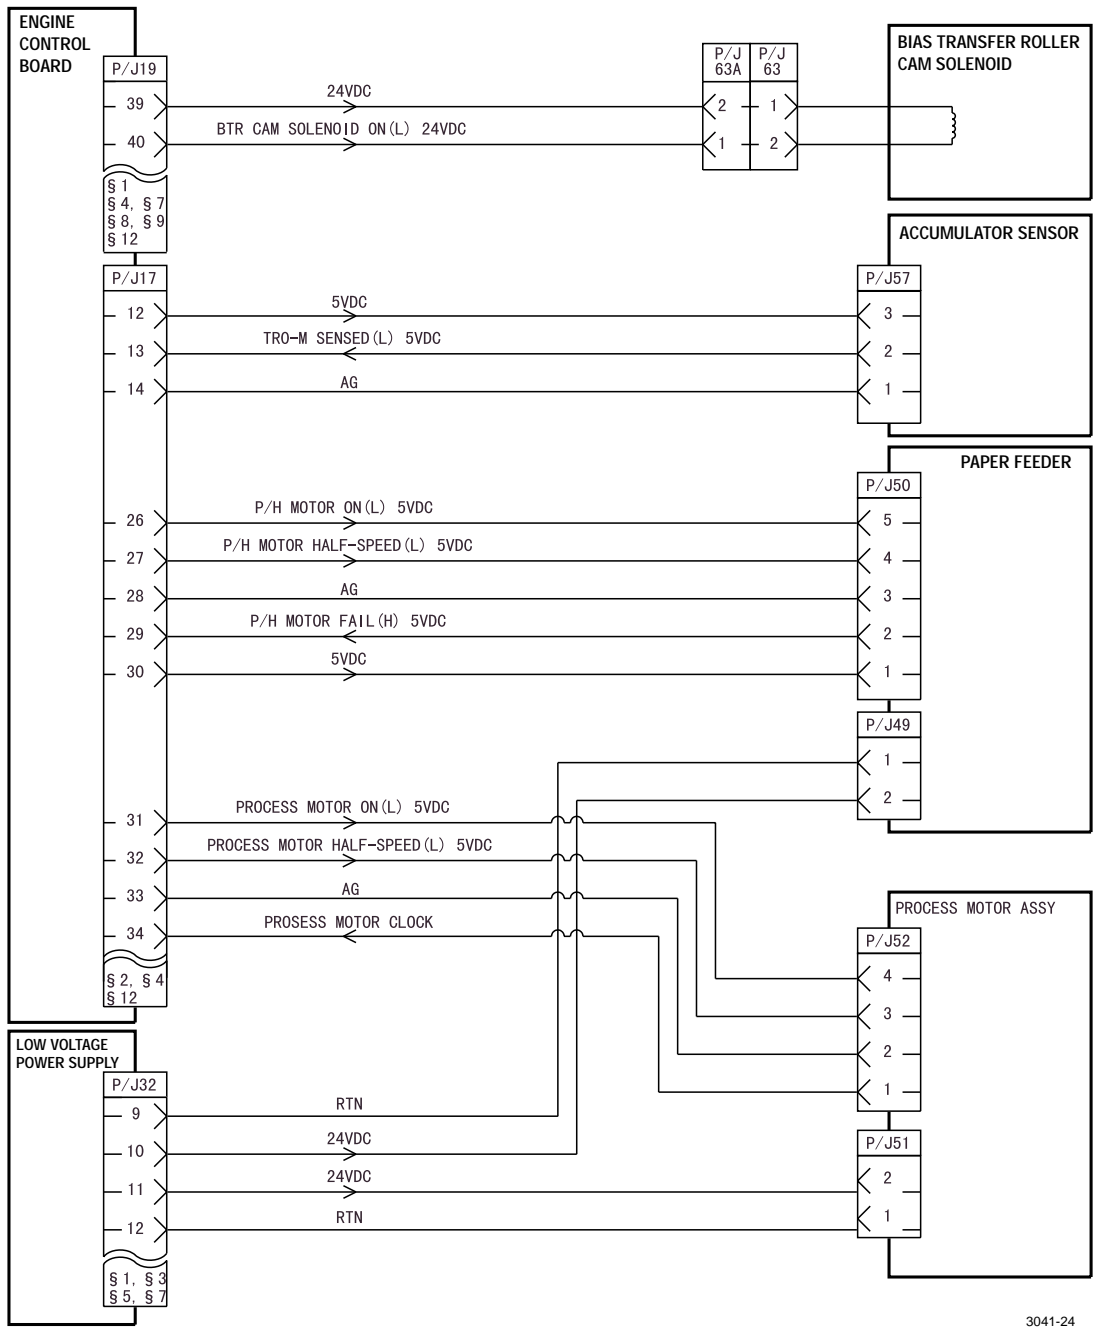 ENGINE
CONTROL
BOARD
P/J19
39
40
§ 1
§ 4, § 7
§ 8, § 9
§ 12
24VDC
BTR CAM SOLENOID ON(L) 24VDC
P/J
63A
P/J
63
2
1
1
2
BIAS TRANSFER ROLLER
CAM SOLENOID
P/J17
12
13
14
5VDC
TRO-M SENSED(L) 5VDC
AG
ACCUMULATOR SENSOR
P/J57
3
2
1
26
27
28
29
30
P/H MOTOR ON(L) 5VDC
P/H MOTOR HALF-SPEED(L) 5VDC
AG
P/H MOTOR FAIL(H) 5VDC
5VDC
PAPER FEEDER
P/J50
5
4
3
2
1
P/J49
1
2
31
32
33
34
§ 2, § 4
§ 12
PROCESS MOTOR ON(L) 5VDC
PROCESS MOTOR HALF-SPEED(L) 5VDC
AG
PROSESS MOTOR CLOCK
PROCESS MOTOR ASSY
P/J52
4
3
2
1
LOW VOLTAGE
POWER SUPPLY
P/J32
9
10
11
12
§ 1, § 3
§ 5, § 7
RTN
24VDC
24VDC
RTN
P/J51
2
1
3041-24